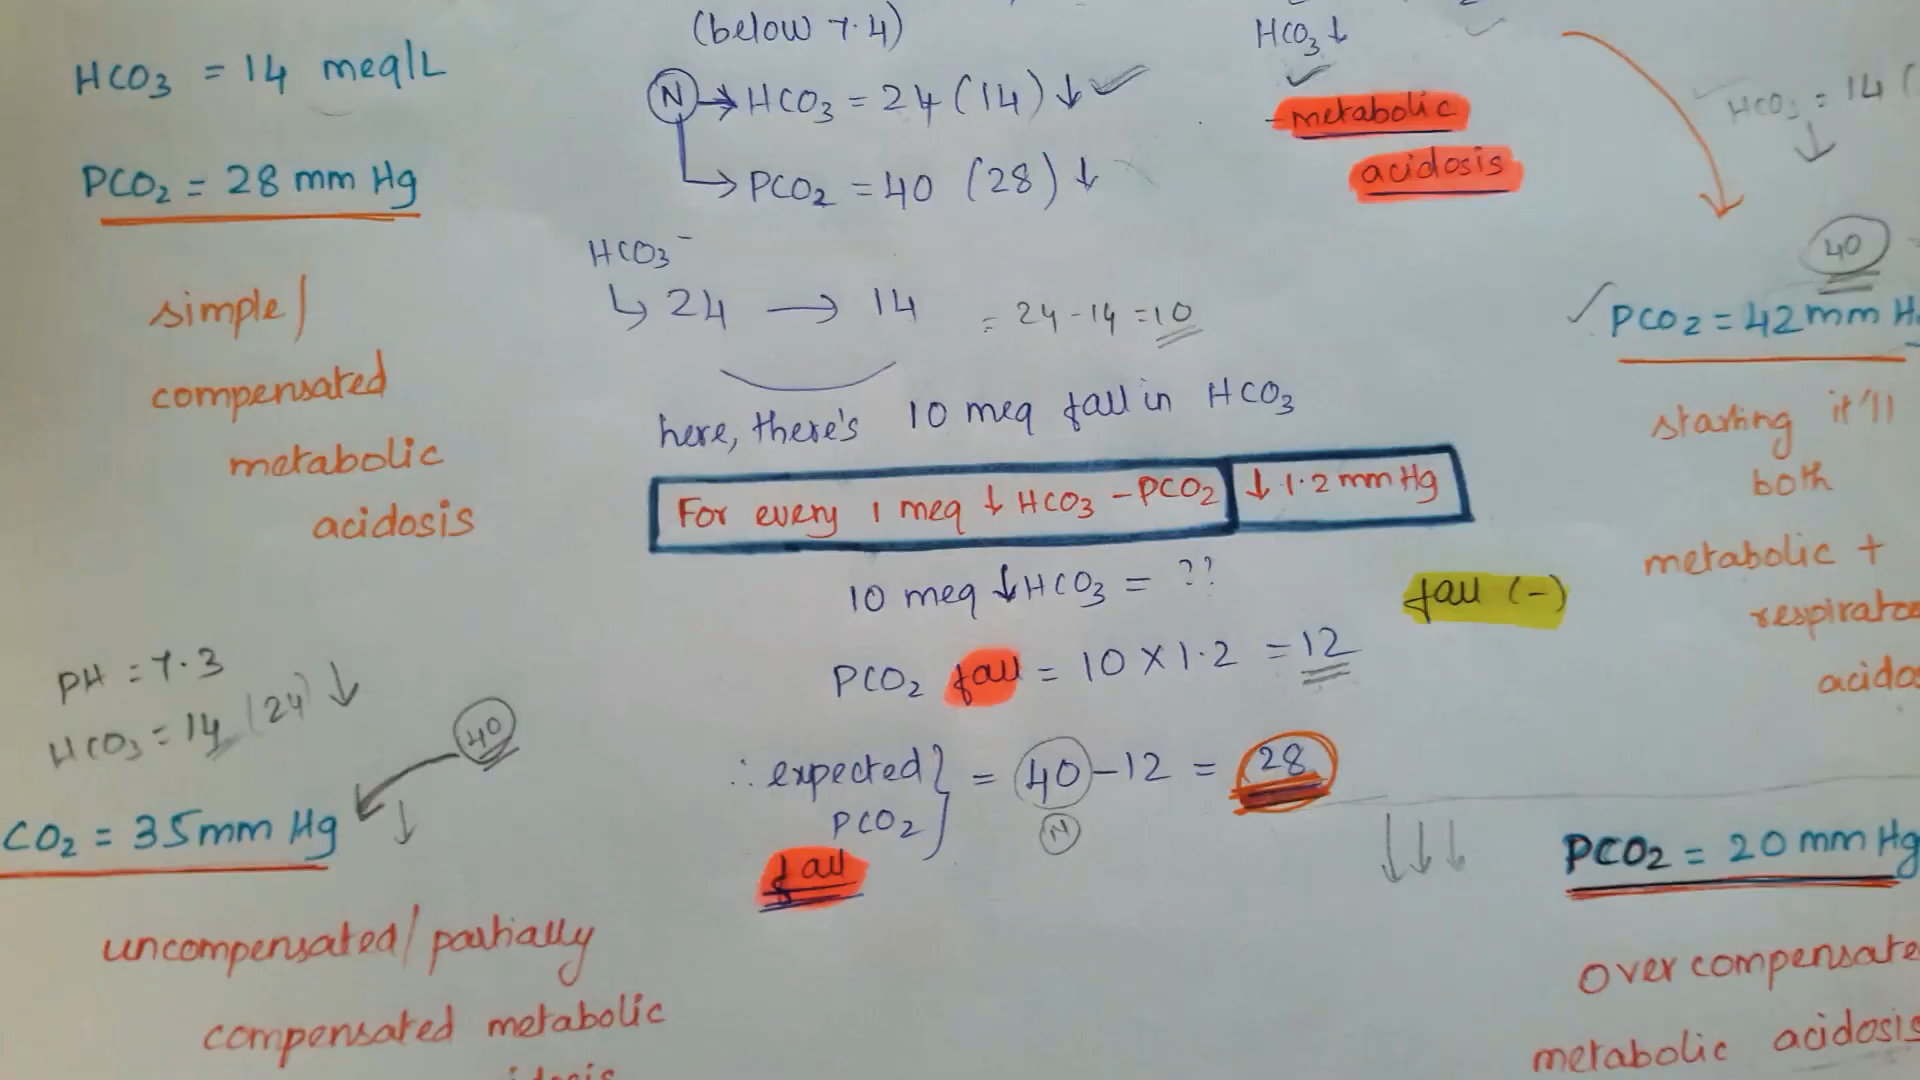 HCO3 = 14 meq/L
PCO2 = 28 mm Hg
simple/
compensated
metabolic
acidosis
PH = 7.3
HCO3 = 14 (24) ↓
40
CO2 = 35 mm Hg ↓
uncompensated/partially
compensated metabolic
(below 7.4)
N → HCO3 = 24 (14) ↓
→ PCO2 = 40 (28) ↓
HCO3⁻
↳ 24 → 14 = 24 - 14 = 10
here, there's 10 meq fall in HCO3
For every 1 meq ↓ HCO3 - PCO2 ↓ 1.2 mm Hg
10 meq ↓ HCO3 = ??
fall (-)
PCO2 fall = 10 X 1.2 = 12
∴ expected PCO2 } = 40 - 12 = 28
N
fall
HCO3 ↓
- metabolic
acidosis
HCO3 = 14 (
↓
40
PCO2 = 42 mm H
starting it'll
both
metabolic +
↓↓↓
PCO2 = 20 mm Hg
over compensate
metabolic acidosis